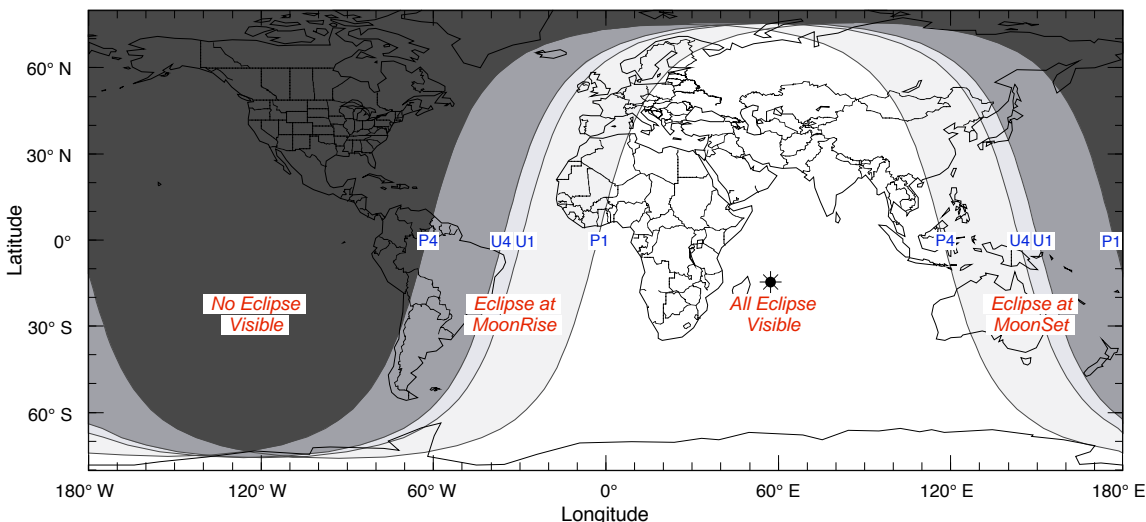 60° N
30° N
0°
30° S
60° S
Latitude
P4
U4 U1
P1
P4
U4 U1
P1
No Eclipse
Visible
Eclipse at
MoonRise
All Eclipse
Visible
Eclipse at
MoonSet
180° W
120° W
60° W
0°
60° E
120° E
180° E
Longitude